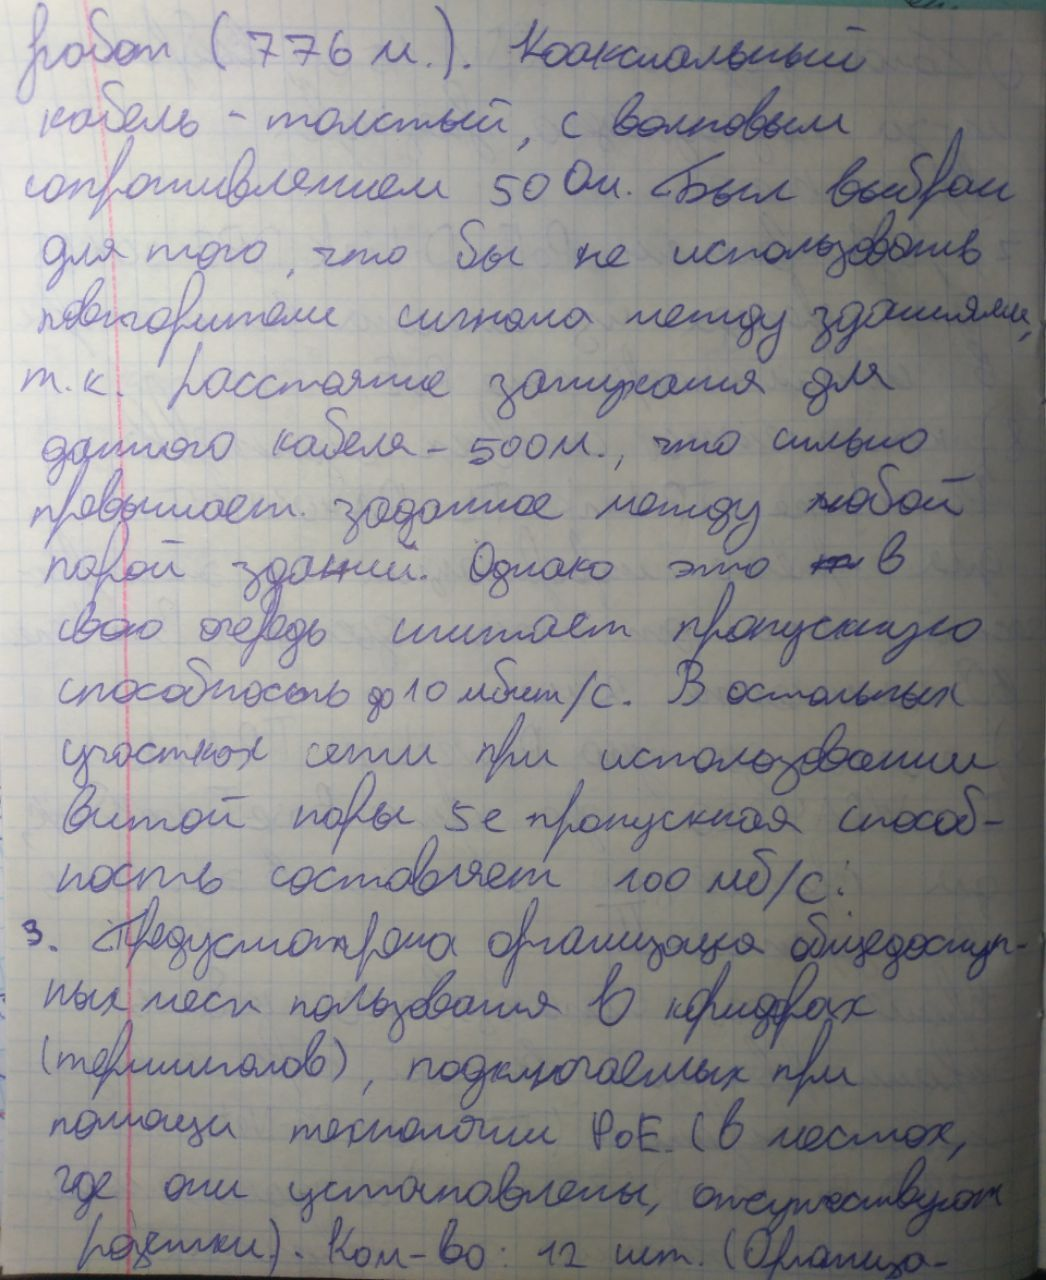 работ (776 м.). Коаксиальный
кабель - толстый, с волновым
сопротивлением 50 Ом. Был выбран
для того, что бы не использовать
повторители сигнала между зданиями,
т.к. расстояние затухания для
данного кабеля - 500м., что сильно
превышает заданное между любой
парой зданий. Однако это в
свою очередь снижает пропускную
способность до 10 мбит/с. В остальных
участках сети при использовании
витой пары 5е пропускная способ-
ность составляет 100 мб/с.
3. Предусмотрена организация общедоступ-
ных мест пользования в коридорах
(терминалов), подключаемых при
помощи технологии PoE. (в местах,
где они установлены, отсутствуют
розетки). Кол-во: 12 шт. (Организа-